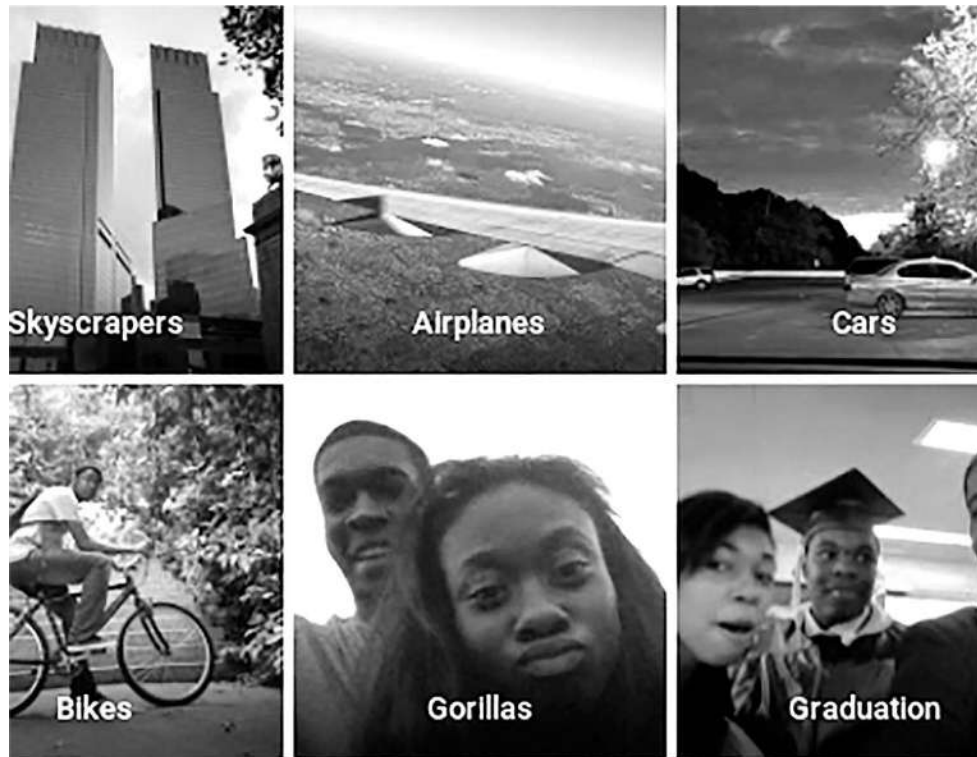 Skyscrapers
Airplanes
Cars
Bikes
Gorillas
Graduation